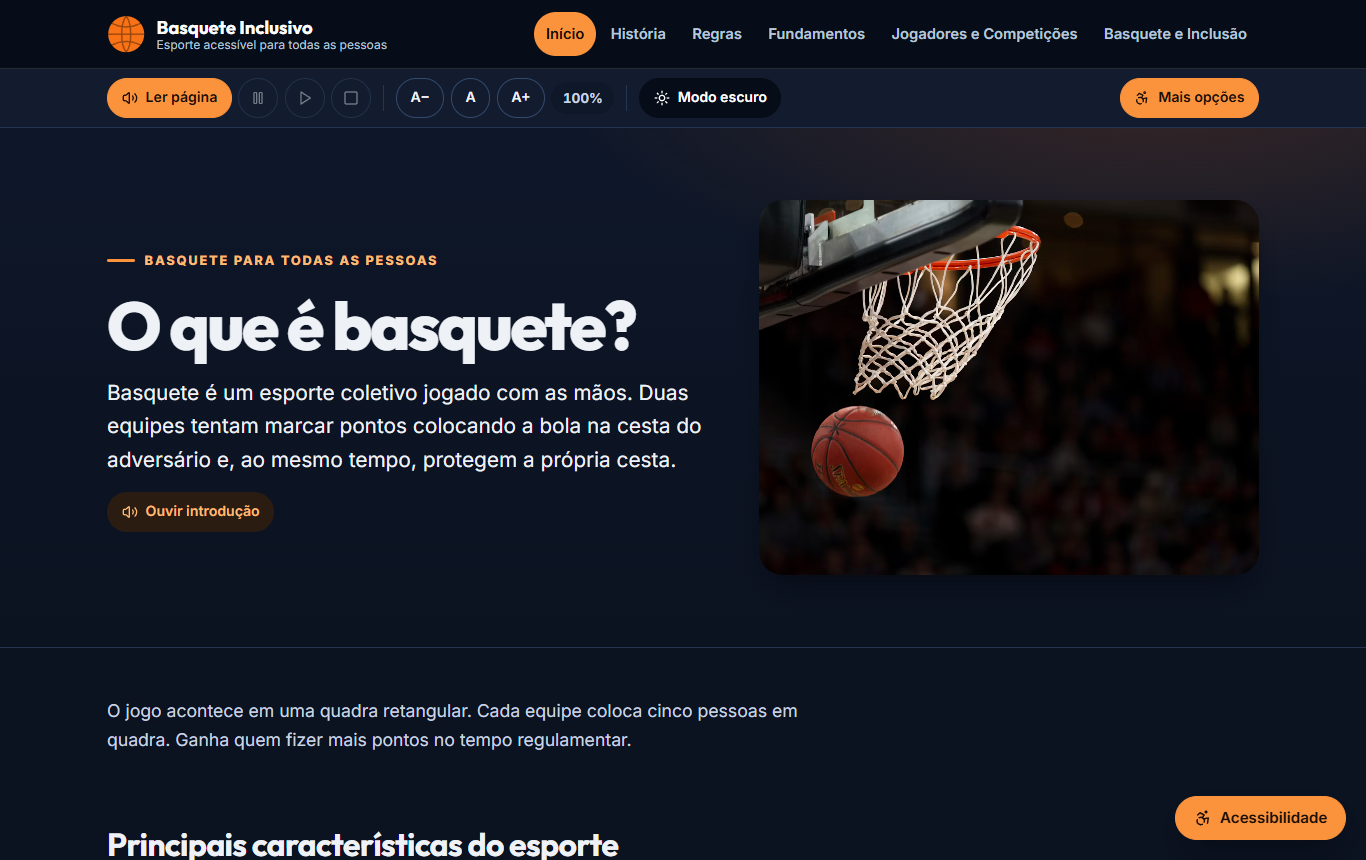 Basquete Inclusivo
Esporte acessível para todas as pessoas
Início História Regras Fundamentos Jogadores e Competições Basquete e Inclusão
Ler página A− A A+ 100% Modo escuro Mais opções
BASQUETE PARA TODAS AS PESSOAS
O que é basquete?
Basquete é um esporte coletivo jogado com as mãos. Duas
equipes tentam marcar pontos colocando a bola na cesta do
adversário e, ao mesmo tempo, protegem a própria cesta.
Ouvir introdução
O jogo acontece em uma quadra retangular. Cada equipe coloca cinco pessoas em
quadra. Ganha quem fizer mais pontos no tempo regulamentar.
Acessibilidade
Principais características do esporte